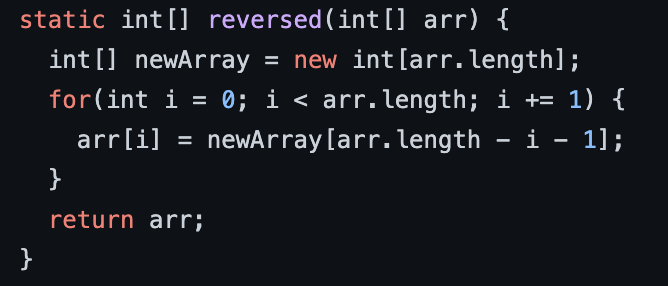 static int[] reversed(int[] arr) {
  int[] newArray = new int[arr.length];
  for(int i = 0; i < arr.length; i += 1) {
    arr[i] = newArray[arr.length - i - 1];
  }
  return arr;
}